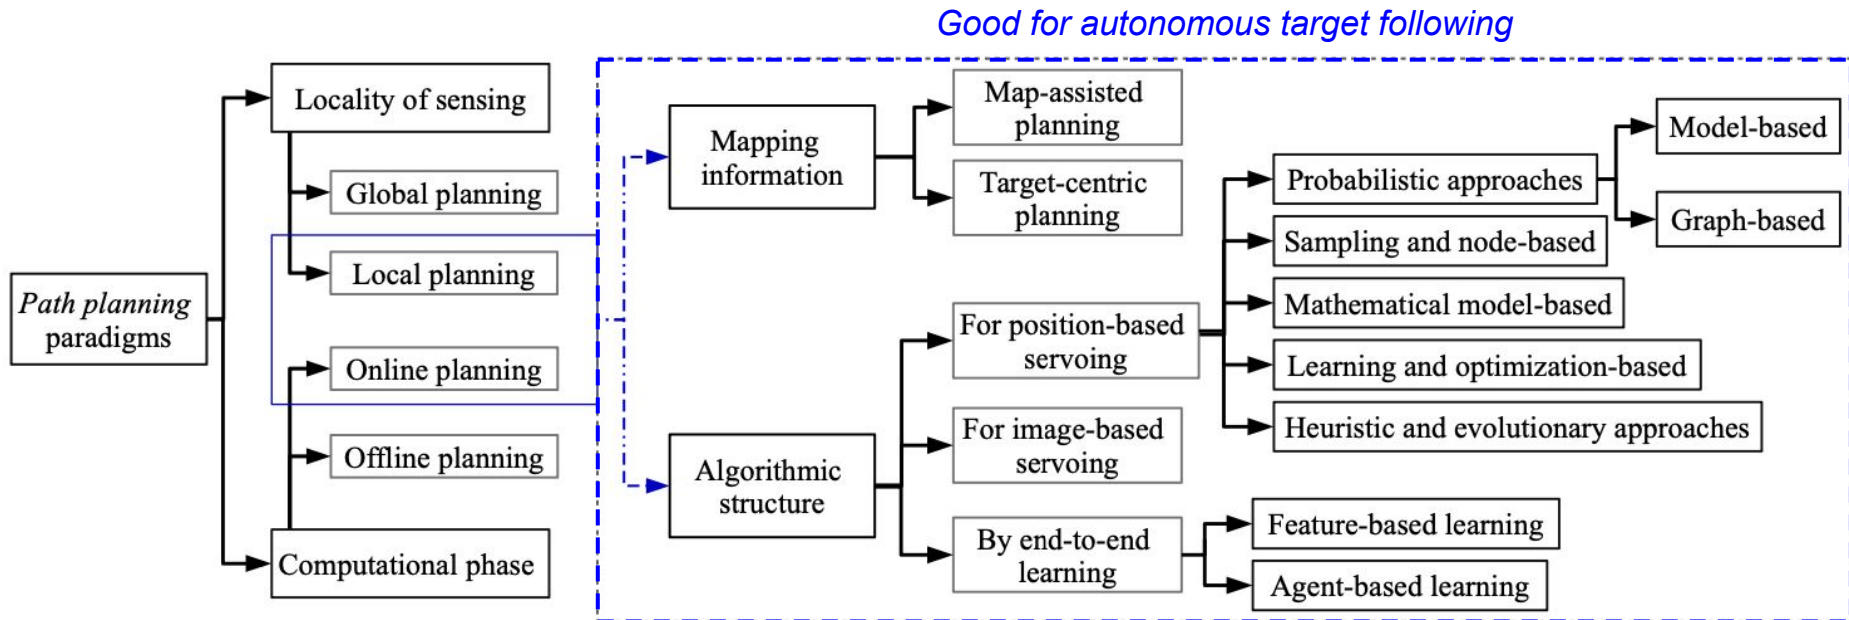 Good for autonomous target following
Path planning
paradigms
Locality of sensing
Global planning
Local planning
Online planning
Offline planning
Computational phase
Mapping
information
Map-assisted
planning
Target-centric
planning
Algorithmic
structure
For position-based
servoing
For image-based
servoing
By end-to-end
learning
Probabilistic approaches
Sampling and node-based
Mathematical model-based
Learning and optimization-based
Heuristic and evolutionary approaches
Feature-based learning
Agent-based learning
Model-based
Graph-based